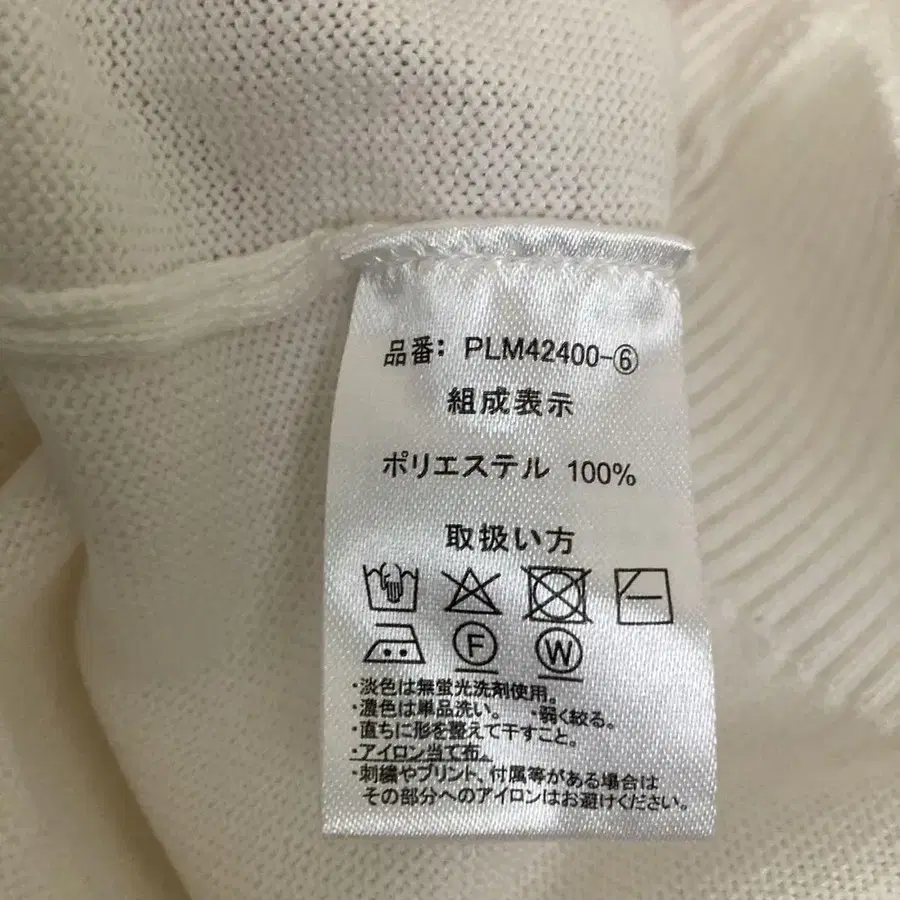 品番: PLM42400-⑥
組成表示
ポリエステル 100%
取扱い方
F W
・淡色は無蛍光洗剤使用。
・濃色は単品洗い。 ・弱く絞る。
・直ちに形を整えて干すこと。
・アイロン当て布。
・刺繍やプリント、付属等がある場合は
その部分へのアイロンはお避けください。